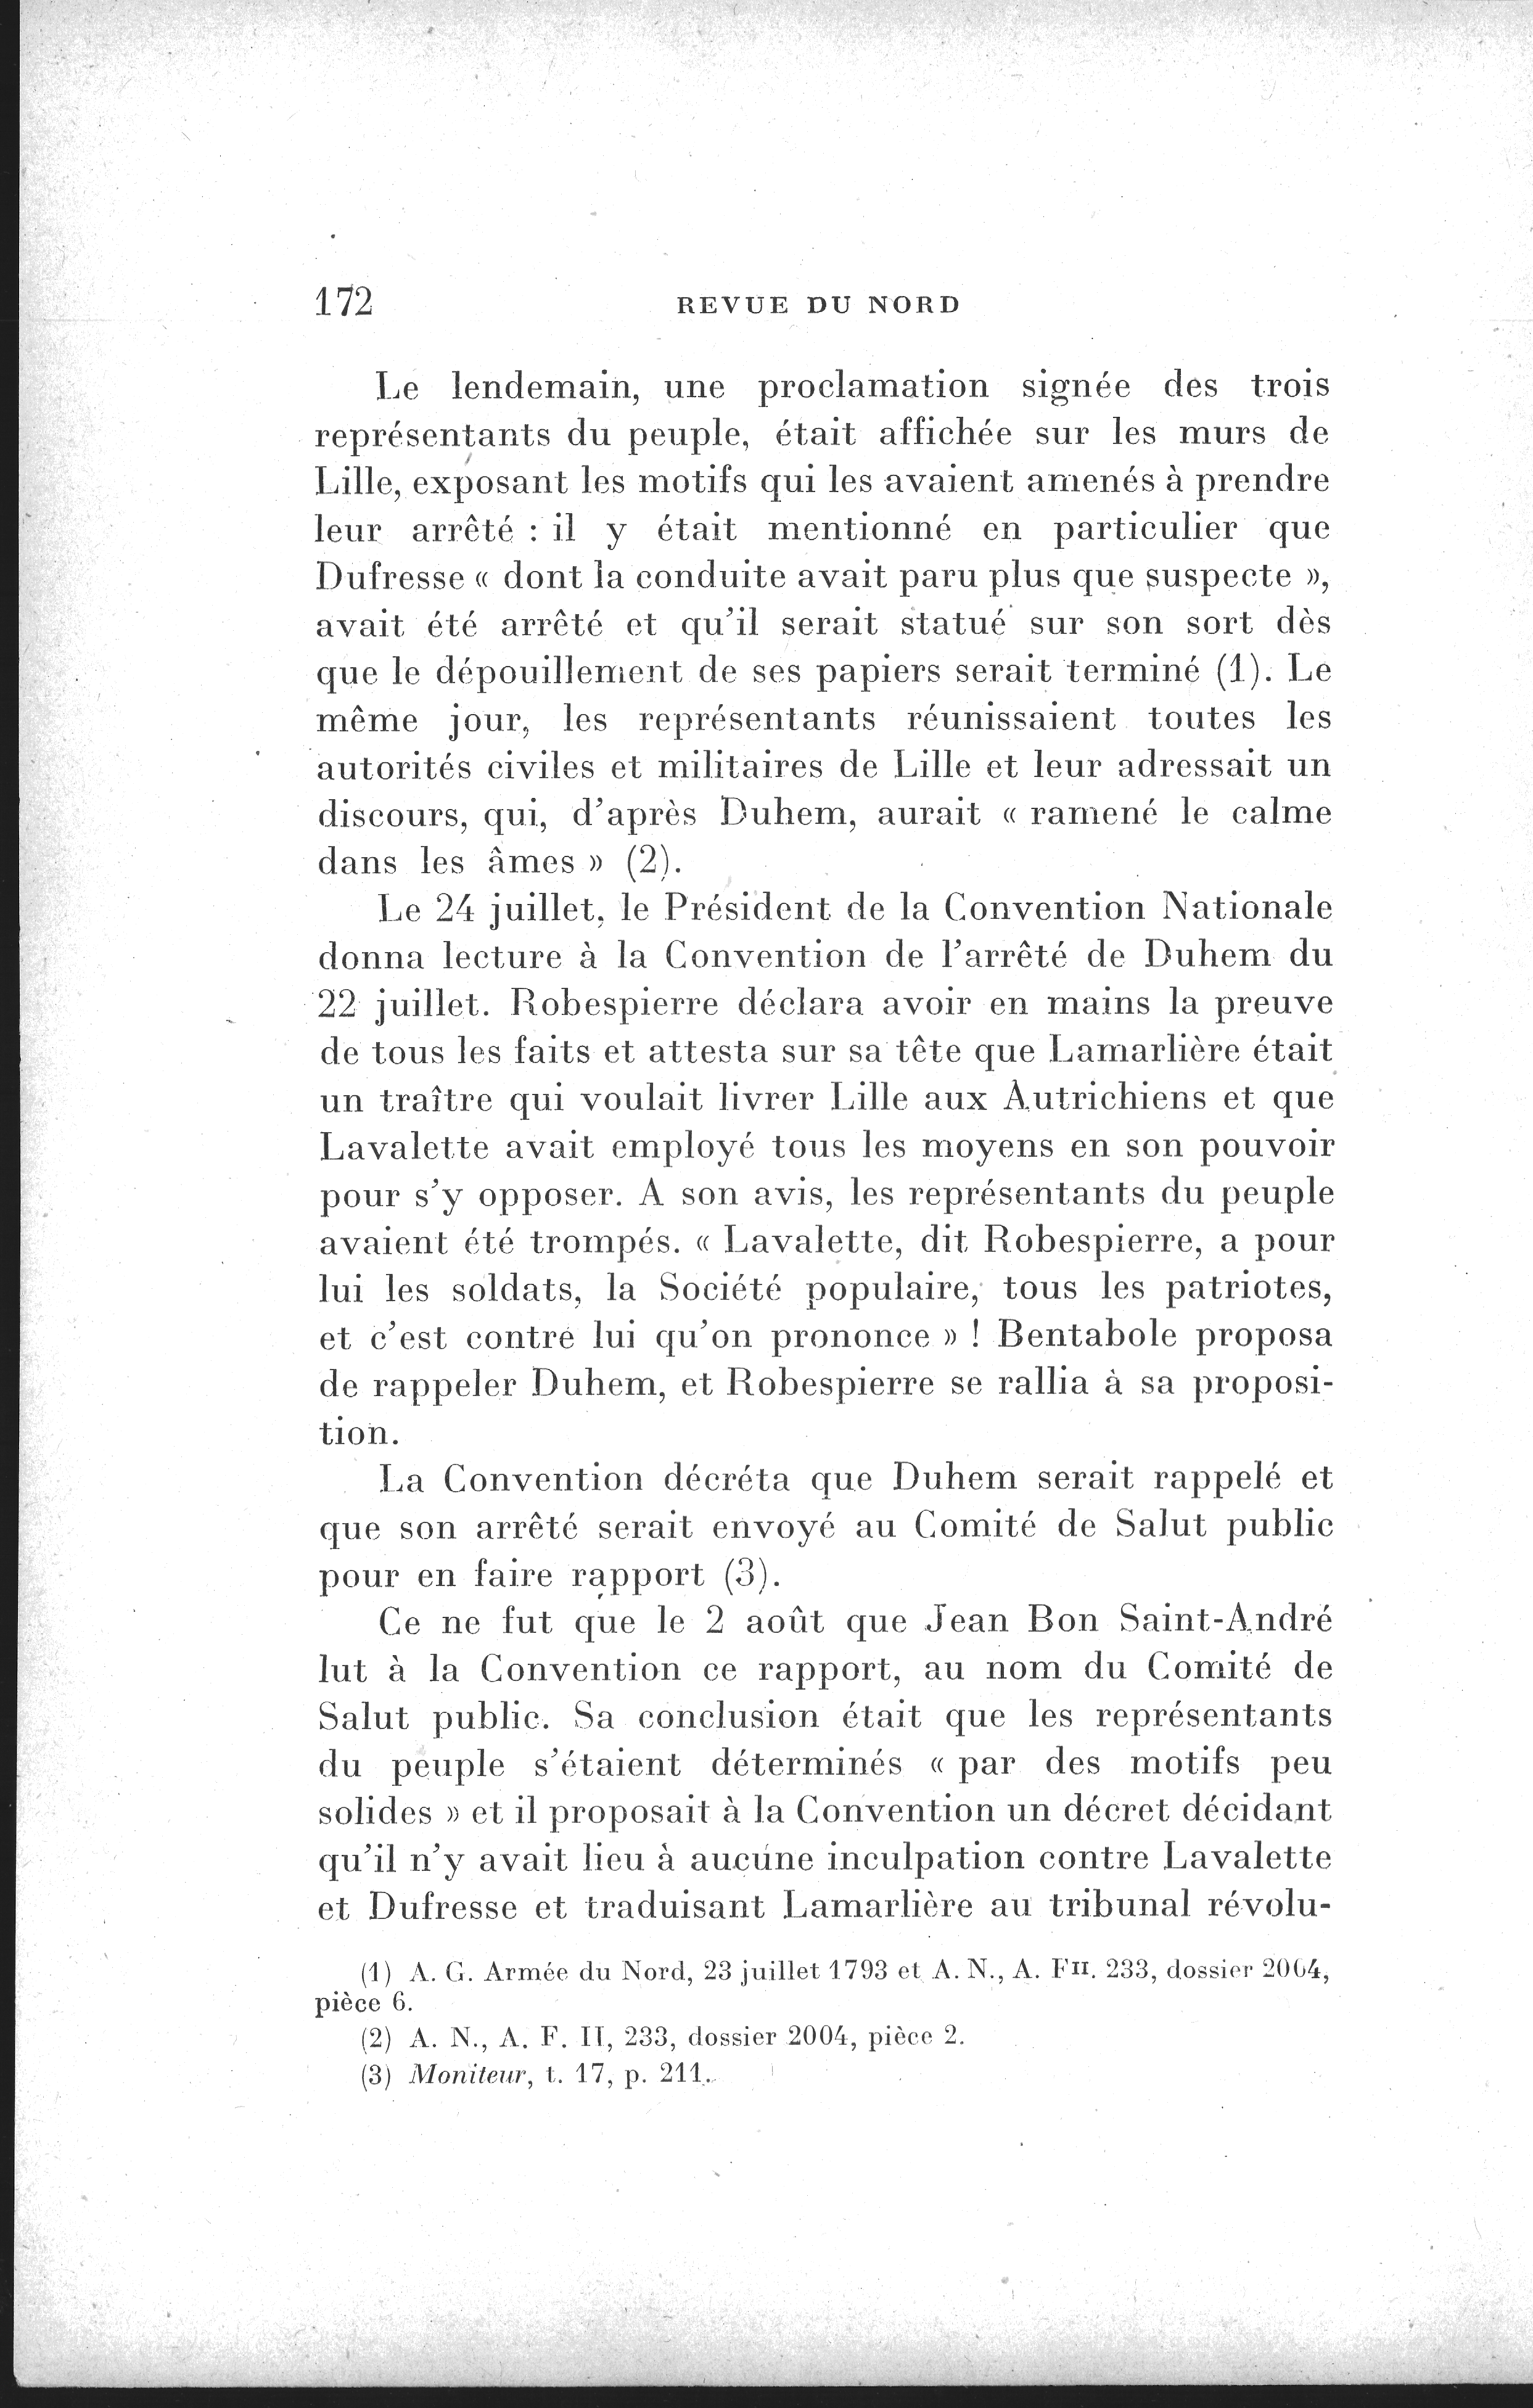 172 REVUE DU NORD
Le lendemain, une proclamation signée des trois
représentants du peuple, était affichée sur les murs de
Lille, exposant les motifs qui les avaient amenés à prendre
leur arrêté : il y était mentionné en particulier que
Dufresse « dont la conduite avait paru plus que suspecte »,
avait été arrêté et qu'il serait statué sur son sort dès
que le dépouillement de ses papiers serait terminé (1). Le
même jour, les représentants réunissaient toutes les
autorités civiles et militaires de Lille et leur adressait un
discours, qui, d'après Duhem, aurait « ramené le calme
dans les âmes » (2).
Le 24 juillet, le Président de la Convention Nationale
donna lecture à la Convention de l'arrêté de Duhem du
22 juillet. Robespierre déclara avoir en mains la preuve
de tous les faits et attesta sur sa tête que Lamarlière était
un traître qui voulait livrer Lille aux Autrichiens et que
Lavalette avait employé tous les moyens en son pouvoir
pour s'y opposer. A son avis, les représentants du peuple
avaient été trompés. « Lavalette, dit Robespierre, a pour
lui les soldats, la Société populaire, tous les patriotes,
et c'est contre lui qu'on prononce » ! Bentabole proposa
de rappeler Duhem, et Robespierre se rallia à sa proposi-
tion.
La Convention décréta que Duhem serait rappelé et
que son arrêté serait envoyé au Comité de Salut public
pour en faire rapport (3).
Ce ne fut que le 2 août que Jean Bon Saint-André
lut à la Convention ce rapport, au nom du Comité de
Salut public. Sa conclusion était que les représentants
du peuple s'étaient déterminés « par des motifs peu
solides » et il proposait à la Convention un décret décidant
qu'il n'y avait lieu à aucune inculpation contre Lavalette
et Dufresse et traduisant Lamarlière au tribunal révolu-
(1) A. G. Armée du Nord, 23 juillet 1793 et A. N., A. FII. 233, dossier 2004,
pièce 6.
(2) A. N., A. F. II, 233, dossier 2004, pièce 2.
(3) Moniteur, t. 17, p. 211.